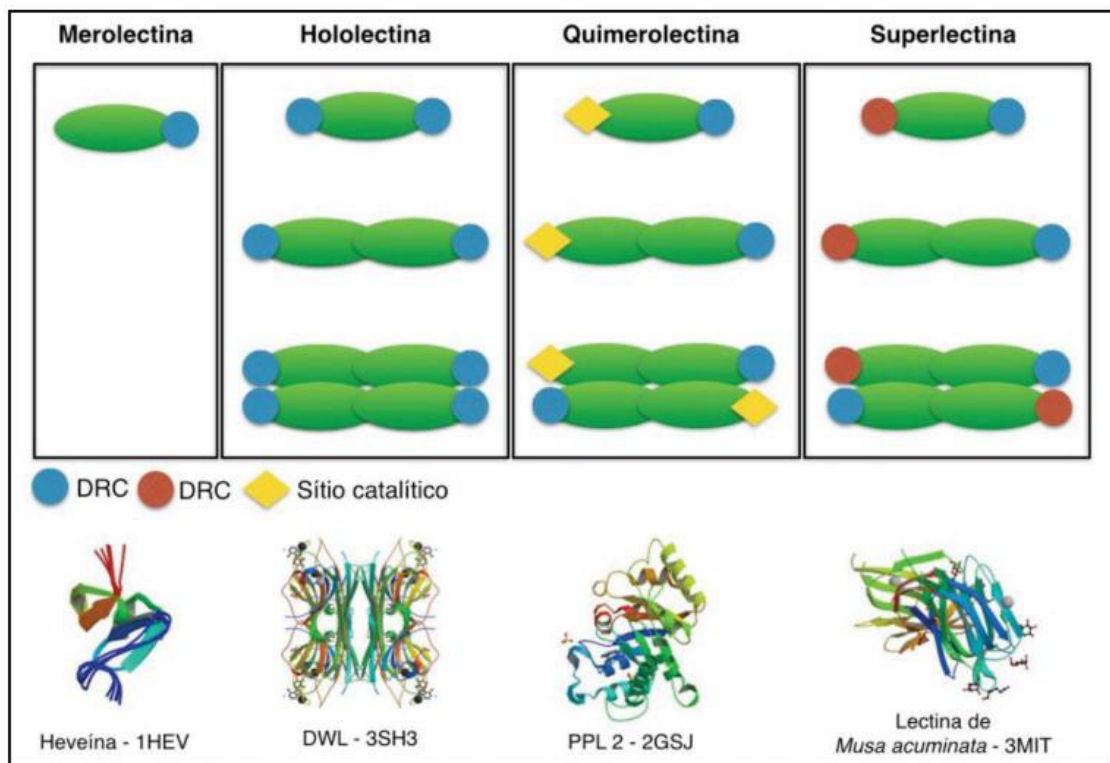 Merolectina
Hololectina
Quimerolectina
Superlectina
DRC
DRC
Sítio catalítico
Heveína - 1HEV
DWL - 3SH3
PPL 2 - 2GSJ
Lectina de
Musa acuminata - 3MIT